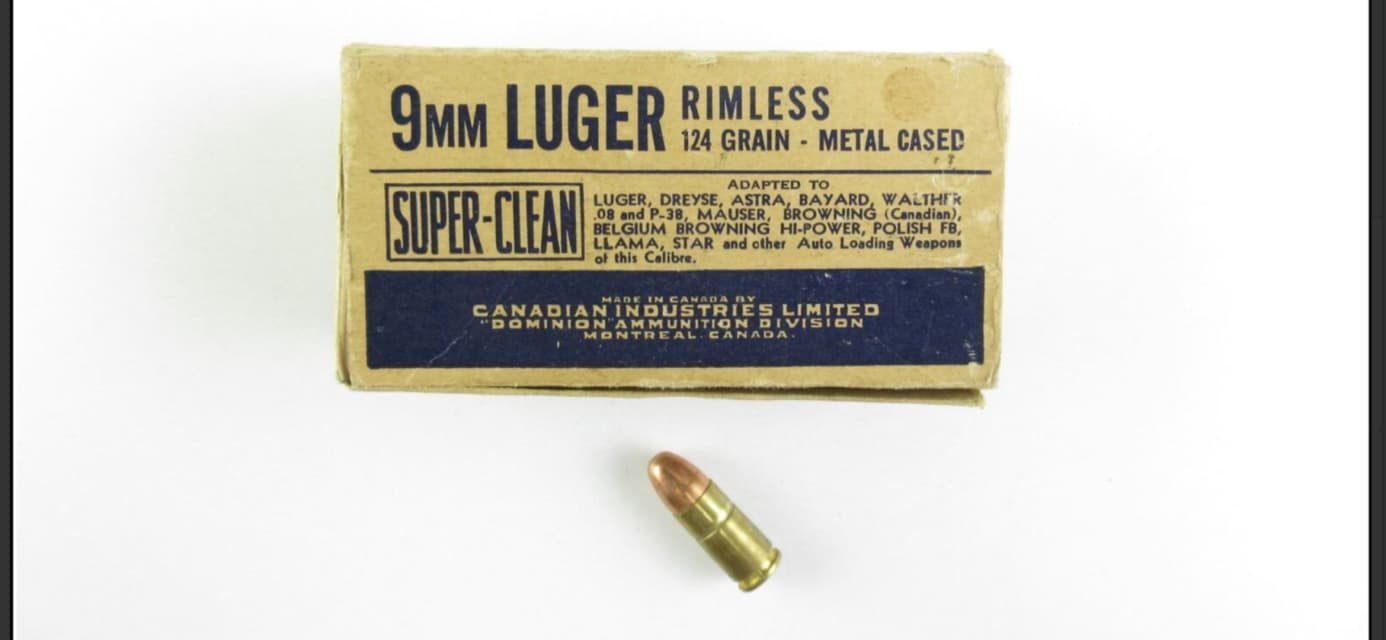 9MM LUGER RIMLESS
124 GRAIN - METAL CASED
SUPER-CLEAN
ADAPTED TO
LUGER, DREYSE, ASTRA, BAYARD, WALTHER
.08 and P-38, MAUSER, BROWNING (Canadian),
BELGIUM BROWNING HI-POWER, POLISH FB,
LLAMA, STAR and other Auto Loading Weapons
of this Calibre.
MADE IN CANADA BY
CANADIAN INDUSTRIES LIMITED
"DOMINION" AMMUNITION DIVISION
MONTREAL. CANADA.